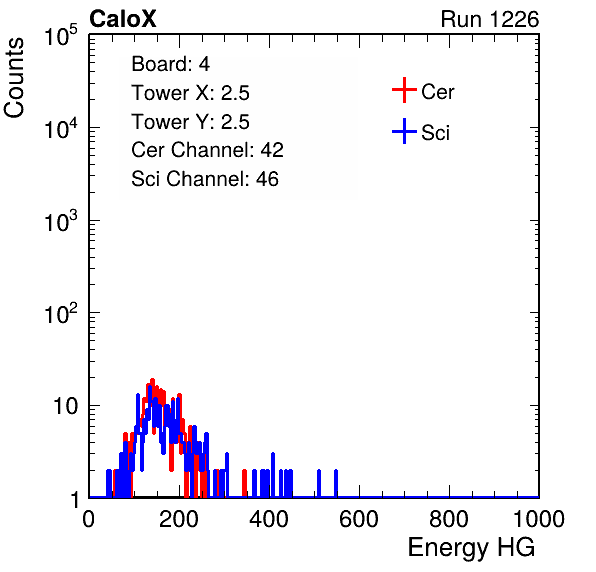 CaloX Run 1226
Counts
10^5
10^4
10^3
10^2
10
1
Board: 4
Tower X: 2.5
Tower Y: 2.5
Cer Channel: 42
Sci Channel: 46
Cer
Sci
0 200 400 600 800 1000
Energy HG